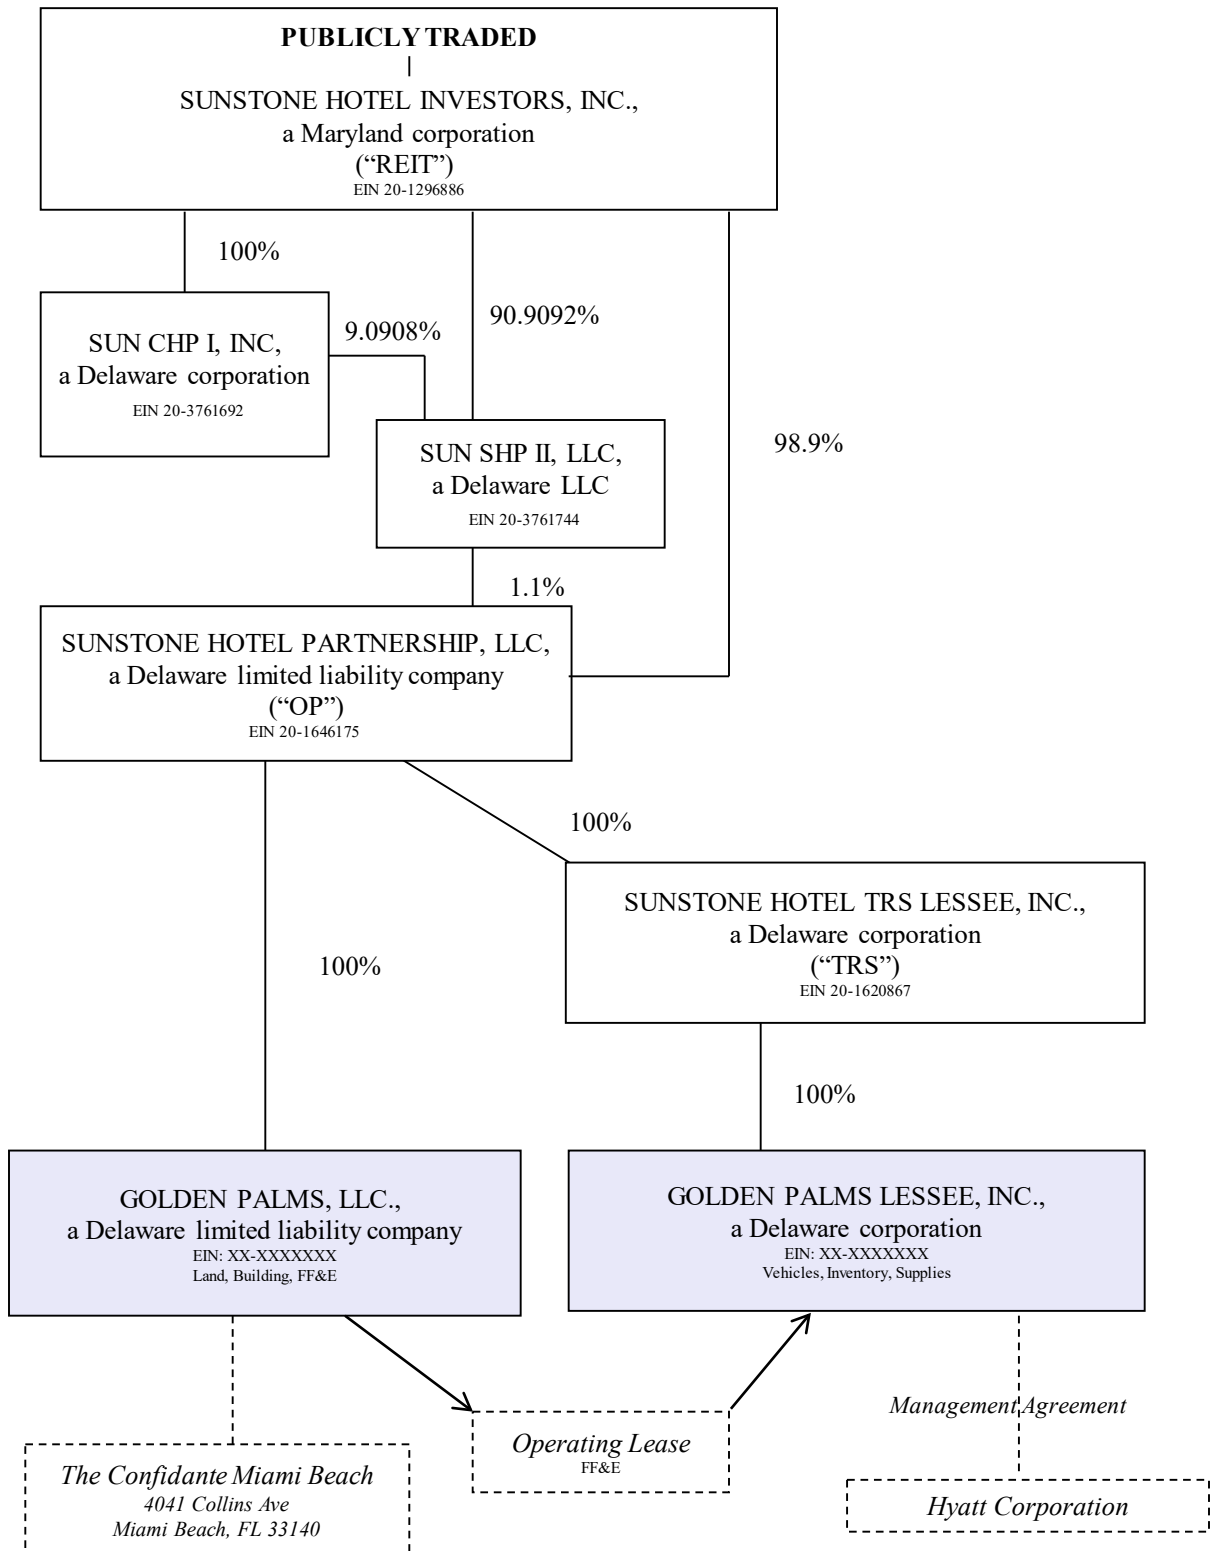 PUBLICLY TRADED
SUNSTONE HOTEL INVESTORS, INC.,
a Maryland corporation
(“REIT”)
EIN 20-1296886
100%
9.0908%
90.9092%
SUN CHP I, INC,
a Delaware corporation
EIN 20-3761692
98.9%
SUN SHP II, LLC,
a Delaware LLC
EIN 20-3761744
1.1%
SUNSTONE HOTEL PARTNERSHIP, LLC,
a Delaware limited liability company
(“OP”)
EIN 20-1646175
100%
SUNSTONE HOTEL TRS LESSEE, INC.,
a Delaware corporation
(“TRS”)
EIN 20-1620867
100%
100%
GOLDEN PALMS, LLC.,
a Delaware limited liability company
EIN: XX-XXXXXXX
Land, Building, FF&E
GOLDEN PALMS LESSEE, INC.,
a Delaware corporation
EIN: XX-XXXXXXX
Vehicles, Inventory, Supplies
Management Agreement
Operating Lease
FF&E
The Confidante Miami Beach
4041 Collins Ave
Miami Beach, FL 33140
Hyatt Corporation